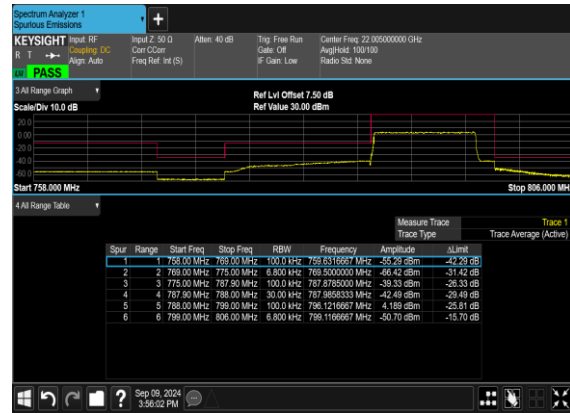 Spectrum Analyzer 1
Spurious Emissions
+
KEYSIGHT Input: RF Input Z: 50 Ω Atten: 40 dB Trig: Free Run Center Freq: 22.005000000 GHz
R T Coupling: DC Corr CCorr Gate: Off Avg|Hold: 100/100
Align: Auto Freq Ref: Int (S) IF Gain: Low Radio Std: None
PASS
3.All Range Graph Ref Lvl Offset 7.50 dB
Scale/Div 10.0 dB Ref Value 30.00 dBm
20.0
0.00
-20.0
-40.0
-60.0
Start 758.000 MHz Stop 806.000 MH
4.All Range Table
Measure Trace Trace 1
Trace Type Trace Average (Active)
Spur Range Start Freq Stop Freq RBW Frequency Amplitude ΔLimit
1 1 758.00 MHz 769.00 MHz 100.0 kHz 759.6316667 MHz -55.29 dBm -42.29 dB
2 2 769.00 MHz 775.00 MHz 6.800 kHz 769.5000000 MHz -66.42 dBm -31.42 dB
3 3 775.00 MHz 787.90 MHz 100.0 kHz 787.8785000 MHz -39.33 dBm -26.33 dB
4 4 787.90 MHz 788.00 MHz 30.00 kHz 787.9858333 MHz -42.49 dBm -29.49 dB
5 5 788.00 MHz 799.00 MHz 100.0 kHz 796.1216667 MHz 4.189 dBm -25.81 dB
6 6 799.00 MHz 806.00 MHz 6.800 kHz 799.1166667 MHz -50.70 dBm -15.70 dB
? Sep 09, 2024
3:56:02 PM